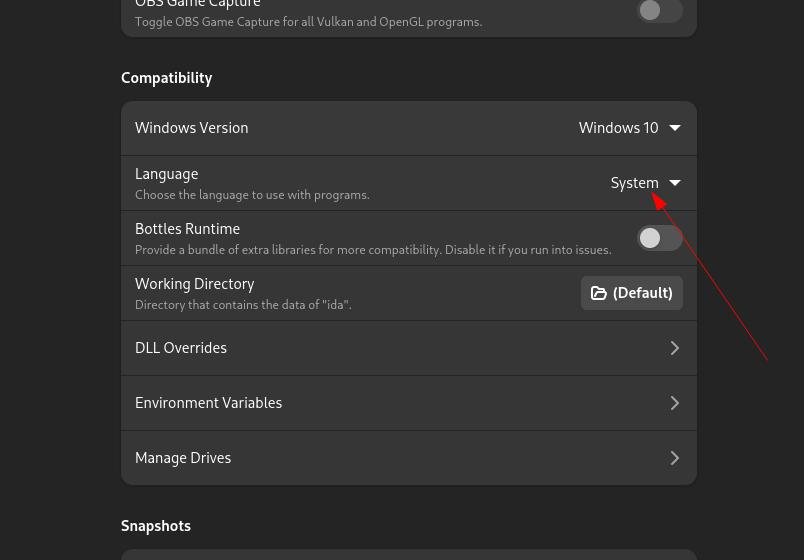 OBS Game Capture
Toggle OBS Game Capture for all Vulkan and OpenGL programs.
Compatibility
Windows Version
Windows 10
Language
Choose the language to use with programs.
System
Bottles Runtime
Provide a bundle of extra libraries for more compatibility. Disable it if you run into issues.
Working Directory
Directory that contains the data of "ida".
(Default)
DLL Overrides
Environment Variables
Manage Drives
Snapshots